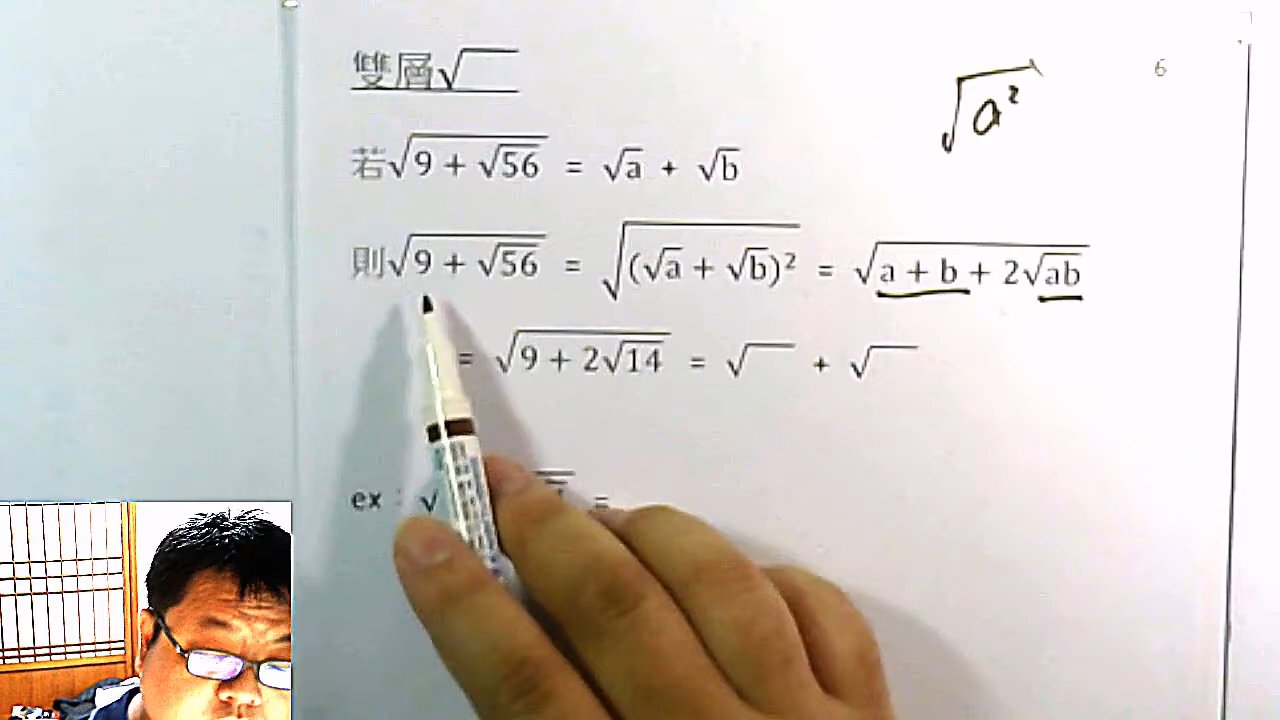 雙層√
6
√a²
若√(9 + √56) = √a + √b
則√(9 + √56) = √((√a + √b)²) = √(a + b + 2√ab)
= √(9 + 2√14) = √ + √
ex : √ =